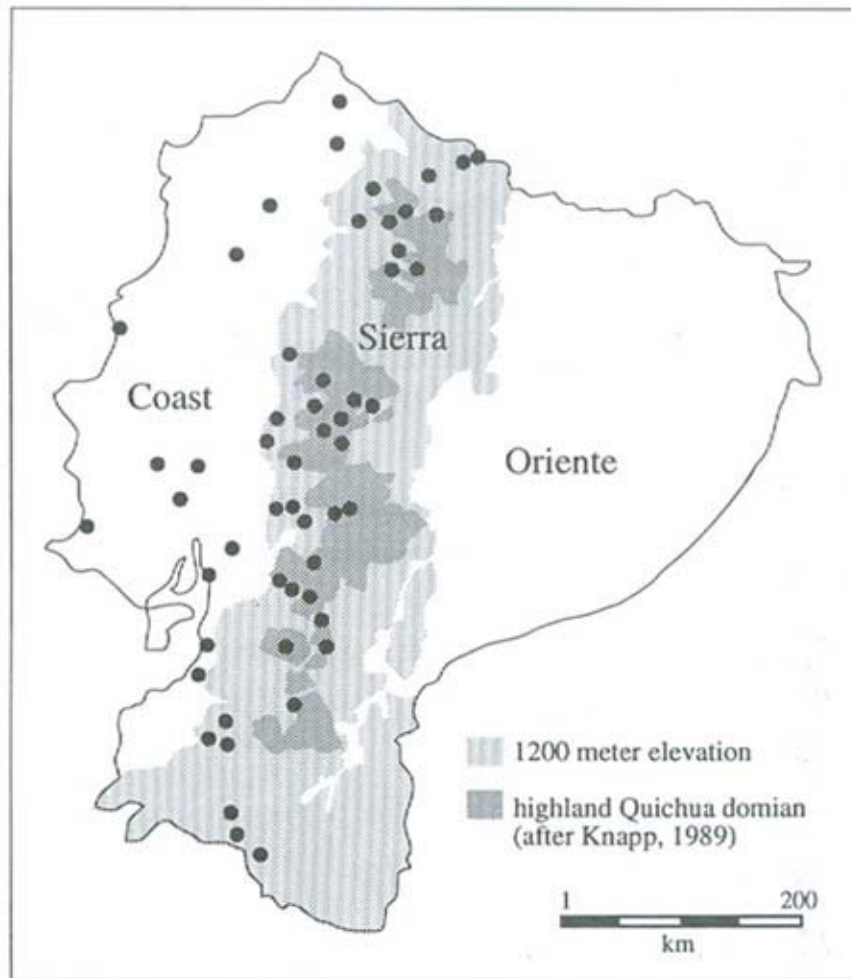 Sierra
Coast
Oriente
1200 meter elevation
highland Quichua domian
(after Knapp, 1989)
1 200
km